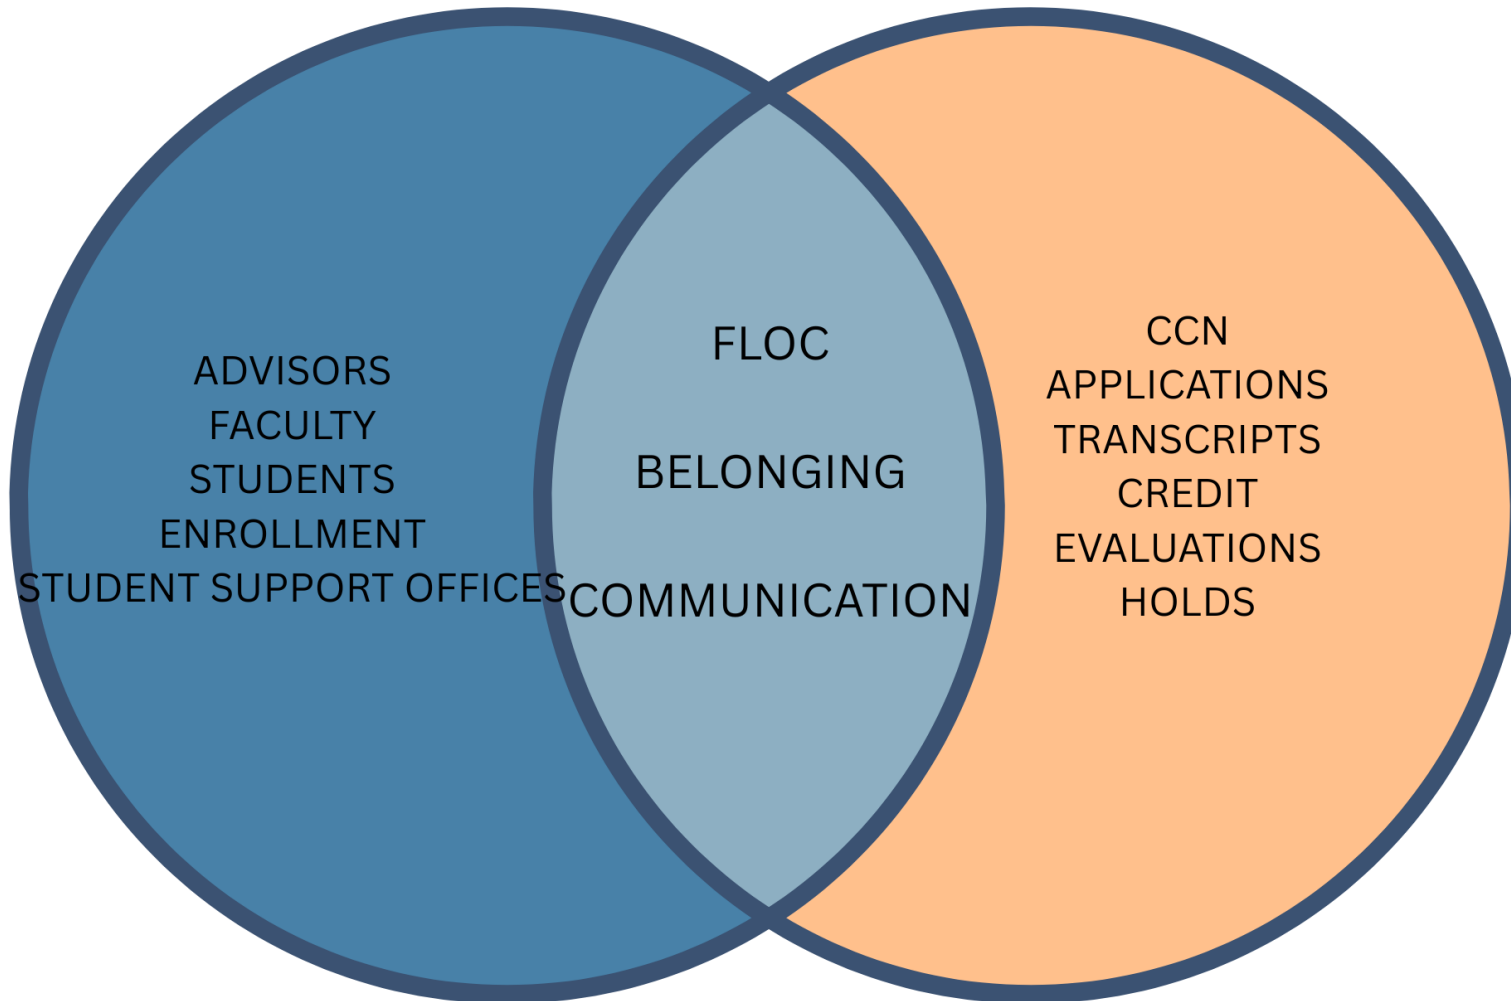 ADVISORS
FACULTY
STUDENTS
ENROLLMENT
STUDENT SUPPORT OFFICES
FLOC
BELONGING
COMMUNICATION
CCN
APPLICATIONS
TRANSCRIPTS
CREDIT
EVALUATIONS
HOLDS